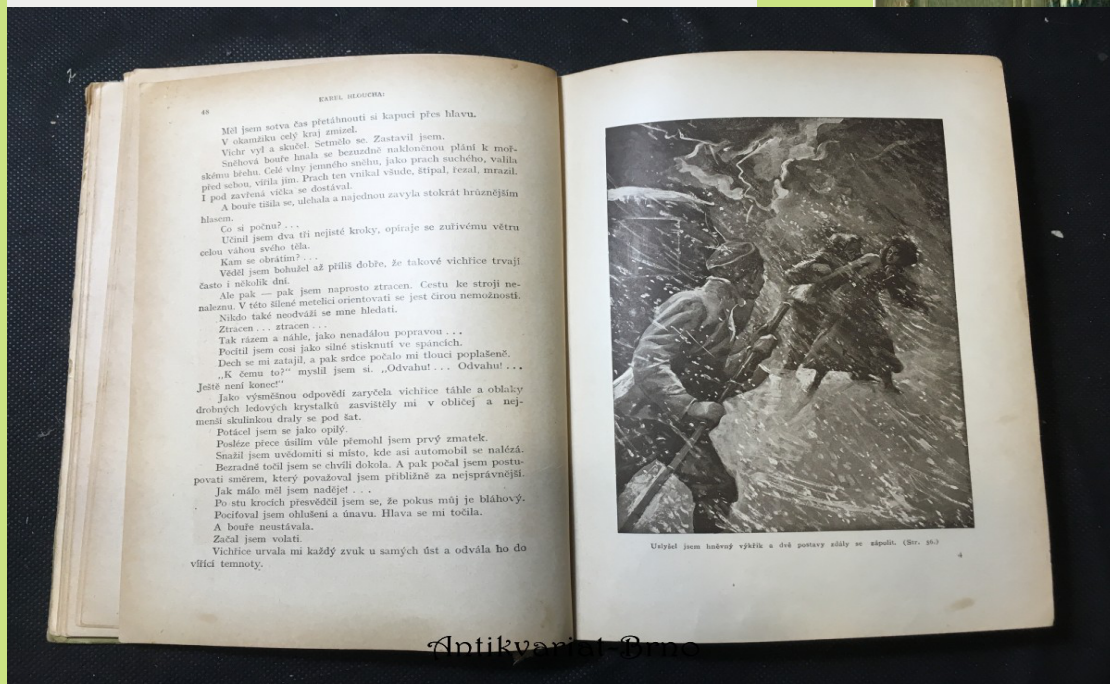 48
KAREL HLOUCHA:
Měl jsem sotva čas přetáhnouti si kapuci přes hlavu.
V okamžiku celý kraj zmizel.
Vichr vyl a skučel. Setmělo se. Zastavil jsem.
Sněhová bouře hnala se bezuzdně nakloněnou plání k moř-
skému břehu. Celé vlny jemného sněhu, jako prach suchého, valila
před sebou, vířila jím. Prach ten vnikal všude, štípal, řezal, mrazil.
I pod zavřená víčka se dostával.
A bouře tišila se, ulehala a najednou zavyla stokrát hrůznějším
hlasem.
Co si počnu? . . .
Učinil jsem dva tři nejisté kroky, opíraje se zuřivému větru
celou váhou svého těla.
Kam se obrátím? . . .
Věděl jsem bohužel až příliš dobře, že takové vichřice trvají
často i několik dní.
Ale pak — pak jsem naprosto ztracen. Cestu ke stroji ne-
naleznu. V této šílené metelici orientovati se jest čirou nemožností.
Nikdo také neodváží se mne hledati.
Ztracen . . . ztracen . . .
Tak rázem a náhle, jako nenadálou popravou . . .
Pocítil jsem cosi jako silné stisknutí ve spáncích.
Dech se mi zatajil, a pak srdce počalo mi tlouci poplašeně.
„K čemu to?“ myslil jsem si. „Odvahu! . . . Odvahu! . . .
Ještě není konec!“
Jako výsměšnou odpovědí zaryčela vichřice táhle a oblaky
drobných ledových krystalků zasvištěly mi v obličej a nej-
menší skulinkou draly se pod šat.
Potácel jsem se jako opilý.
Posléze přece úsilím vůle přemohl jsem prvý zmatek.
Snažil jsem uvědomiti si místo, kde asi automobil se nalézá.
Bezradně točil jsem se chvíli dokola. A pak počal jsem postu-
povati směrem, který považoval jsem přibližně za nejsprávnější.
Jak málo měl jsem naděje! . . .
Po stu krocích přesvědčil jsem se, že pokus můj je bláhový.
Pociťoval jsem ohlušení a únavu. Hlava se mi točila.
A bouře neustávala.
Začal jsem volati.
Vichřice urvala mi každý zvuk u samých úst a odvála ho do
vířící temnoty.
Uslyšel jsem hněvný výkřik a dvě postavy zdály se zápolit. (Str. 56.)
4
Antikvariat-Brno